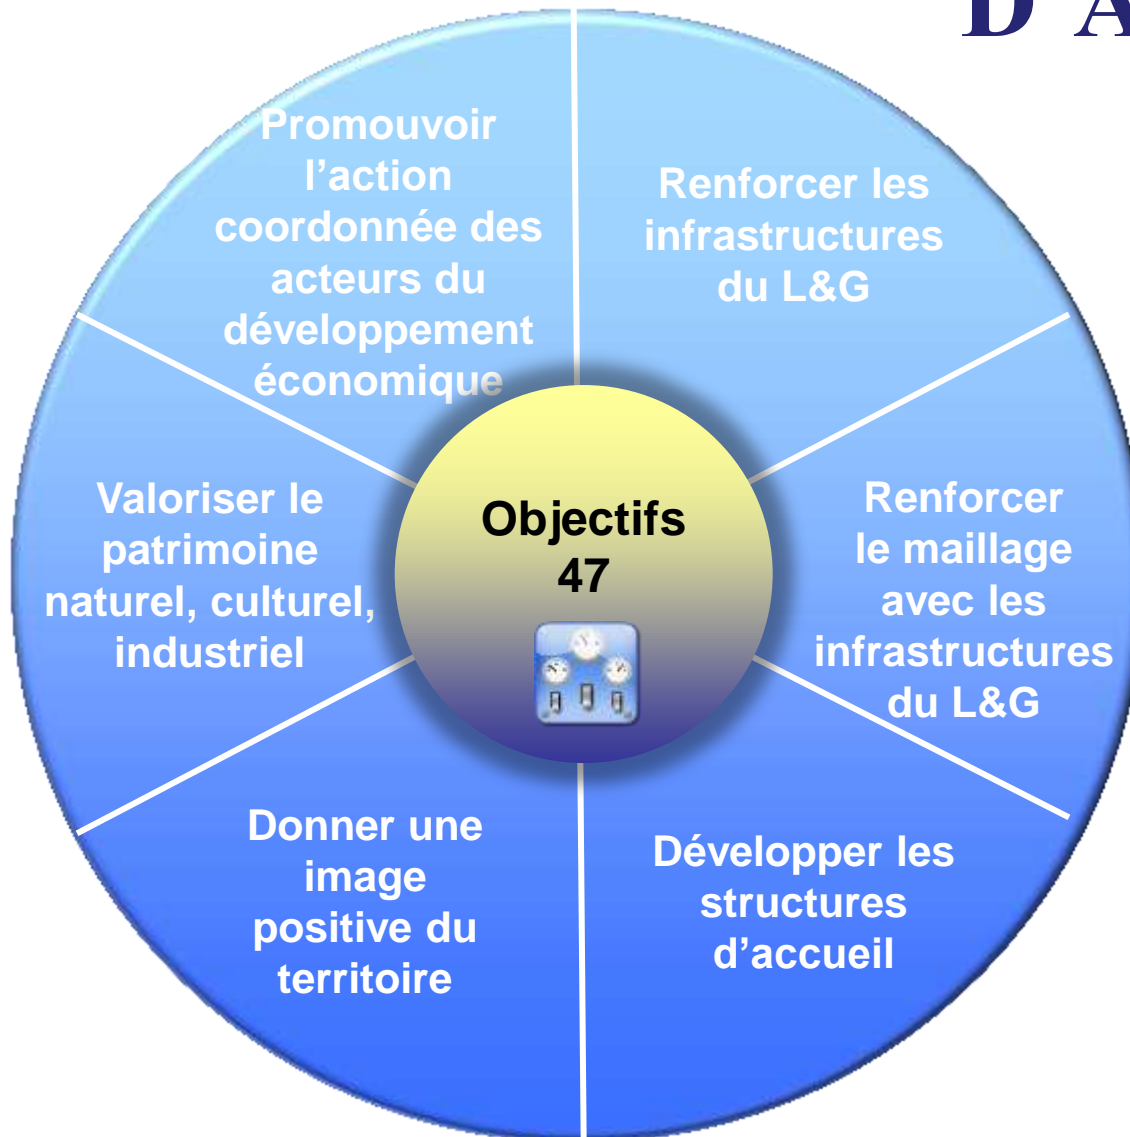 D A
Promouvoir
l’action
coordonnée des
acteurs du
développement
économique
Renforcer les
infrastructures
du L&G
Valoriser le
patrimoine
naturel, culturel,
industriel
Objectifs
47
Renforcer
le maillage
avec les
infrastructures
du L&G
Donner une
image
positive du
territoire
Développer les
structures
d’accueil